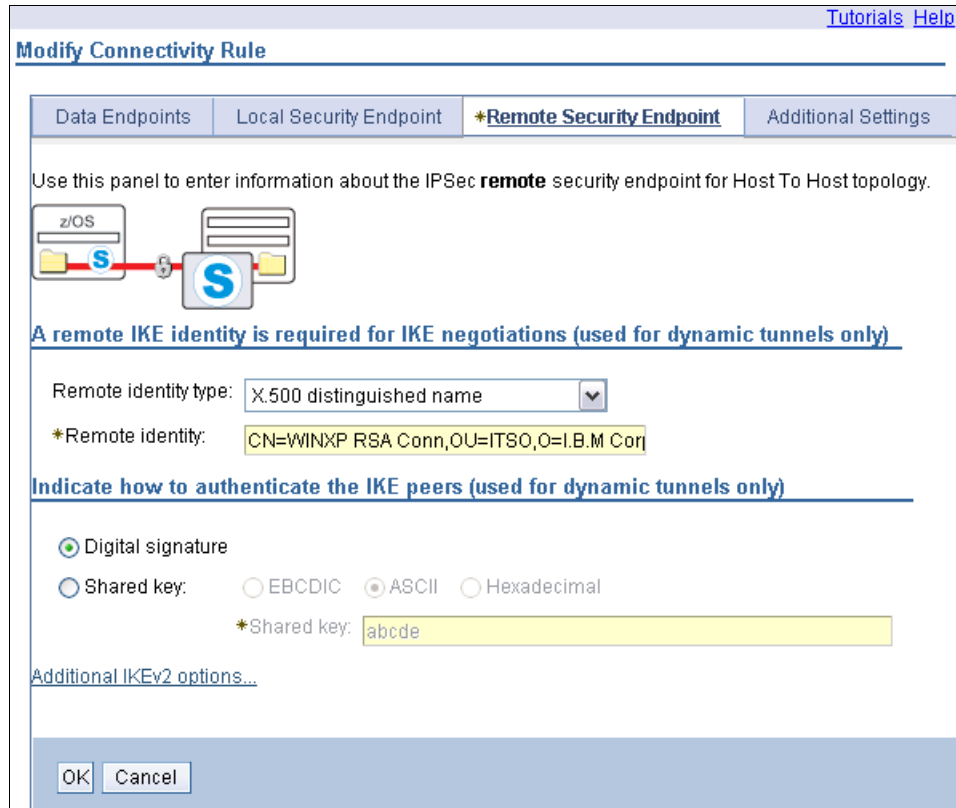 Tutorials Help
Modify Connectivity Rule
Data Endpoints Local Security Endpoint *Remote Security Endpoint Additional Settings
Use this panel to enter information about the IPSec remote security endpoint for Host To Host topology.
z/OS
S
S
A remote IKE identity is required for IKE negotiations (used for dynamic tunnels only)
Remote identity type: X.500 distinguished name
*Remote identity: CN=WINXP RSA Conn,OU=ITSO,O=I.B.M Cor
Indicate how to authenticate the IKE peers (used for dynamic tunnels only)
Digital signature
Shared key: EBCDIC ASCII Hexadecimal
*Shared key: abcde
Additional IKEv2 options...
OK Cancel